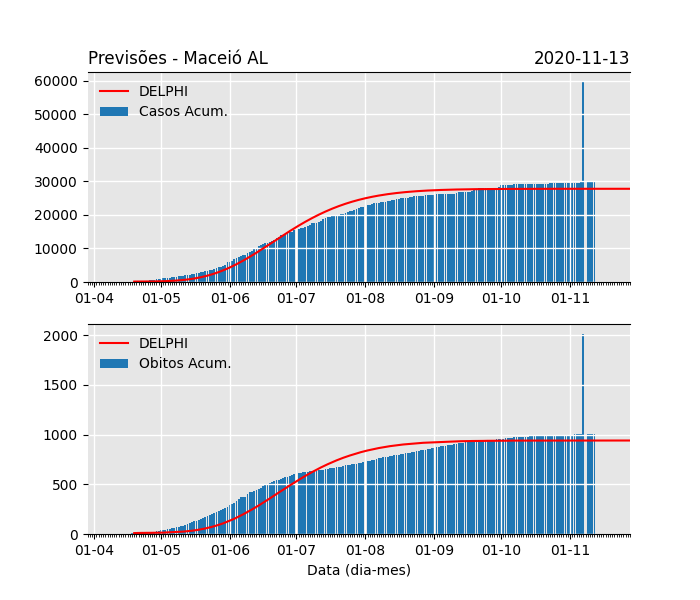 Previsões - Maceió AL 2020-11-13
60000
50000
40000
30000
20000
10000
0
DELPHI
Casos Acum.
01-04 01-05 01-06 01-07 01-08 01-09 01-10 01-11
2000
1500
1000
500
0
DELPHI
Obitos Acum.
01-04 01-05 01-06 01-07 01-08 01-09 01-10 01-11
Data (dia-mes)